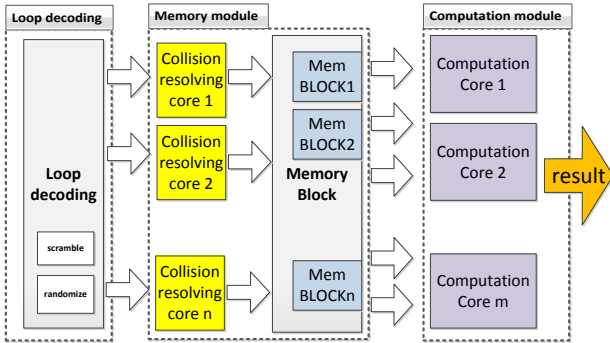 Loop decoding
Memory module
Computation module
Loop
decoding
scramble
randomize
Collision
resolving
core 1
Collision
resolving
core 2
Collision
resolving
core n
Mem
BLOCK1
Mem
BLOCK2
Memory
Block
Mem
BLOCKn
Computation
Core 1
Computation
Core 2
Computation
Core m
result